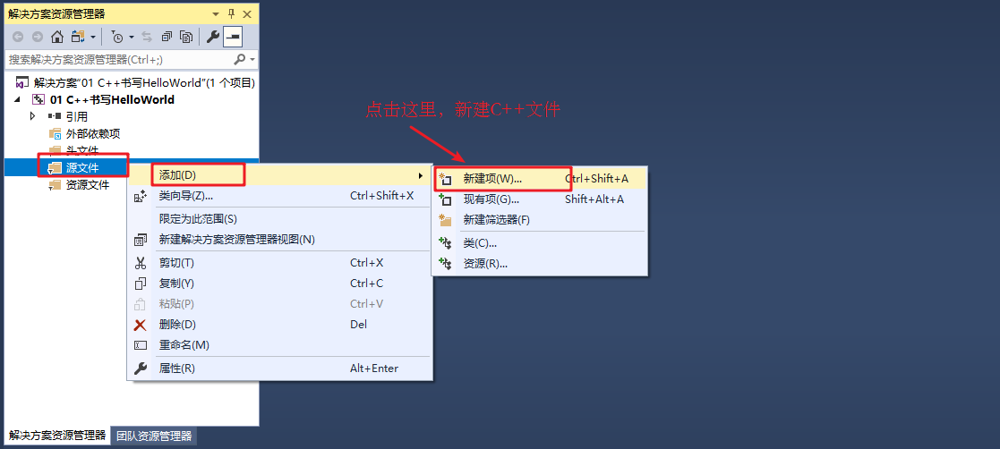 解决方案资源管理器
搜索解决方案资源管理器(Ctrl+;)
解决方案"01 C++书写HelloWorld"(1 个项目)
01 C++书写HelloWorld
引用
外部依赖项
头文件
源文件
资源文件
添加(D)
类向导(Z)... Ctrl+Shift+X
限定为此范围(S)
新建解决方案资源管理器视图(N)
剪切(T) Ctrl+X
复制(Y) Ctrl+C
粘贴(P) Ctrl+V
删除(D) Del
重命名(M)
属性(R) Alt+Enter
点击这里，新建C++文件
新建项(W)... Ctrl+Shift+A
现有项(G)... Shift+Alt+A
新建筛选器(F)
类(C)...
资源(R)...
解决方案资源管理器 团队资源管理器